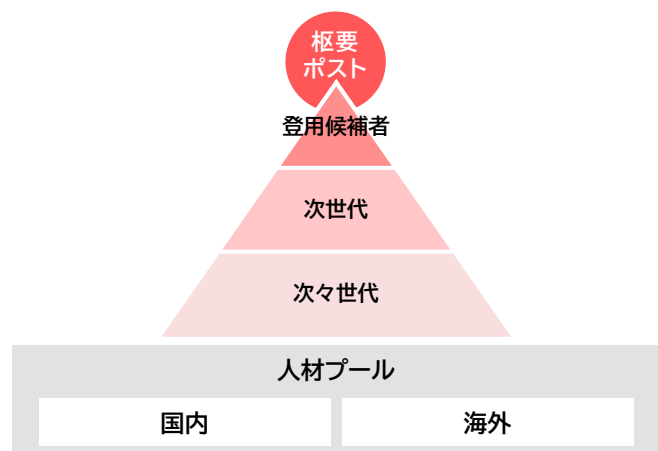 枢要
ポスト
登用候補者
次世代
次々世代
人材プール
国内
海外